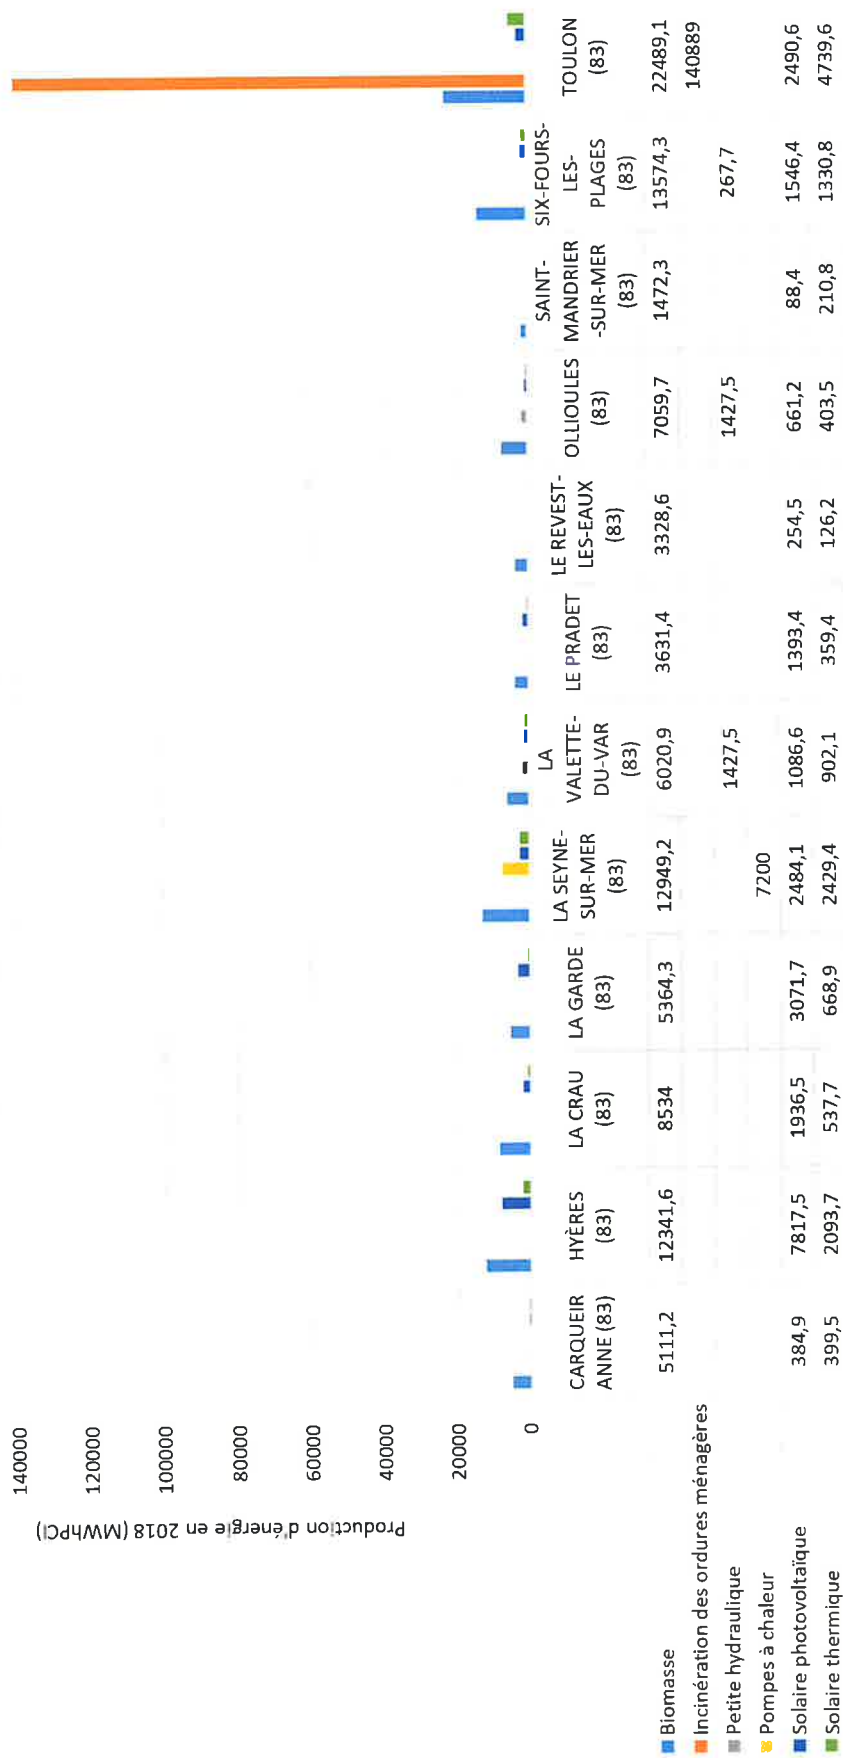 Production d'énergie en 2018 (MWhPCI)
140000
120000
100000
80000
60000
40000
20000
0
CARQUEIR
ANNE (83)
HYÈRES
(83)
LA CRAU
(83)
LA GARDE
(83)
LA SEYNE-
SUR-MER
(83)
LA
VALETTE-
DU-VAR
(83)
LE PRADET
(83)
LE REVEST-
LES-EAUX
(83)
OLLIOULES
(83)
SAINT-
MANDRIER
-SUR-MER
(83)
SIX-FOURS-
LES-
PLAGES
(83)
TOULON
(83)
Biomasse 5111,2 12341,6 8534 5364,3 12949,2 6020,9 3631,4 3328,6 7059,7 1472,3 13574,3 22489,1
Incinération des ordures ménagères 140889
Petite hydraulique 1427,5 1427,5 267,7
Pompes à chaleur 7200
Solaire photovoltaïque 384,9 7817,5 1936,5 3071,7 2484,1 1086,6 1393,4 254,5 661,2 88,4 1546,4 2490,6
Solaire thermique 399,5 2093,7 537,7 668,9 2429,4 902,1 359,4 126,2 403,5 210,8 1330,8 4739,6